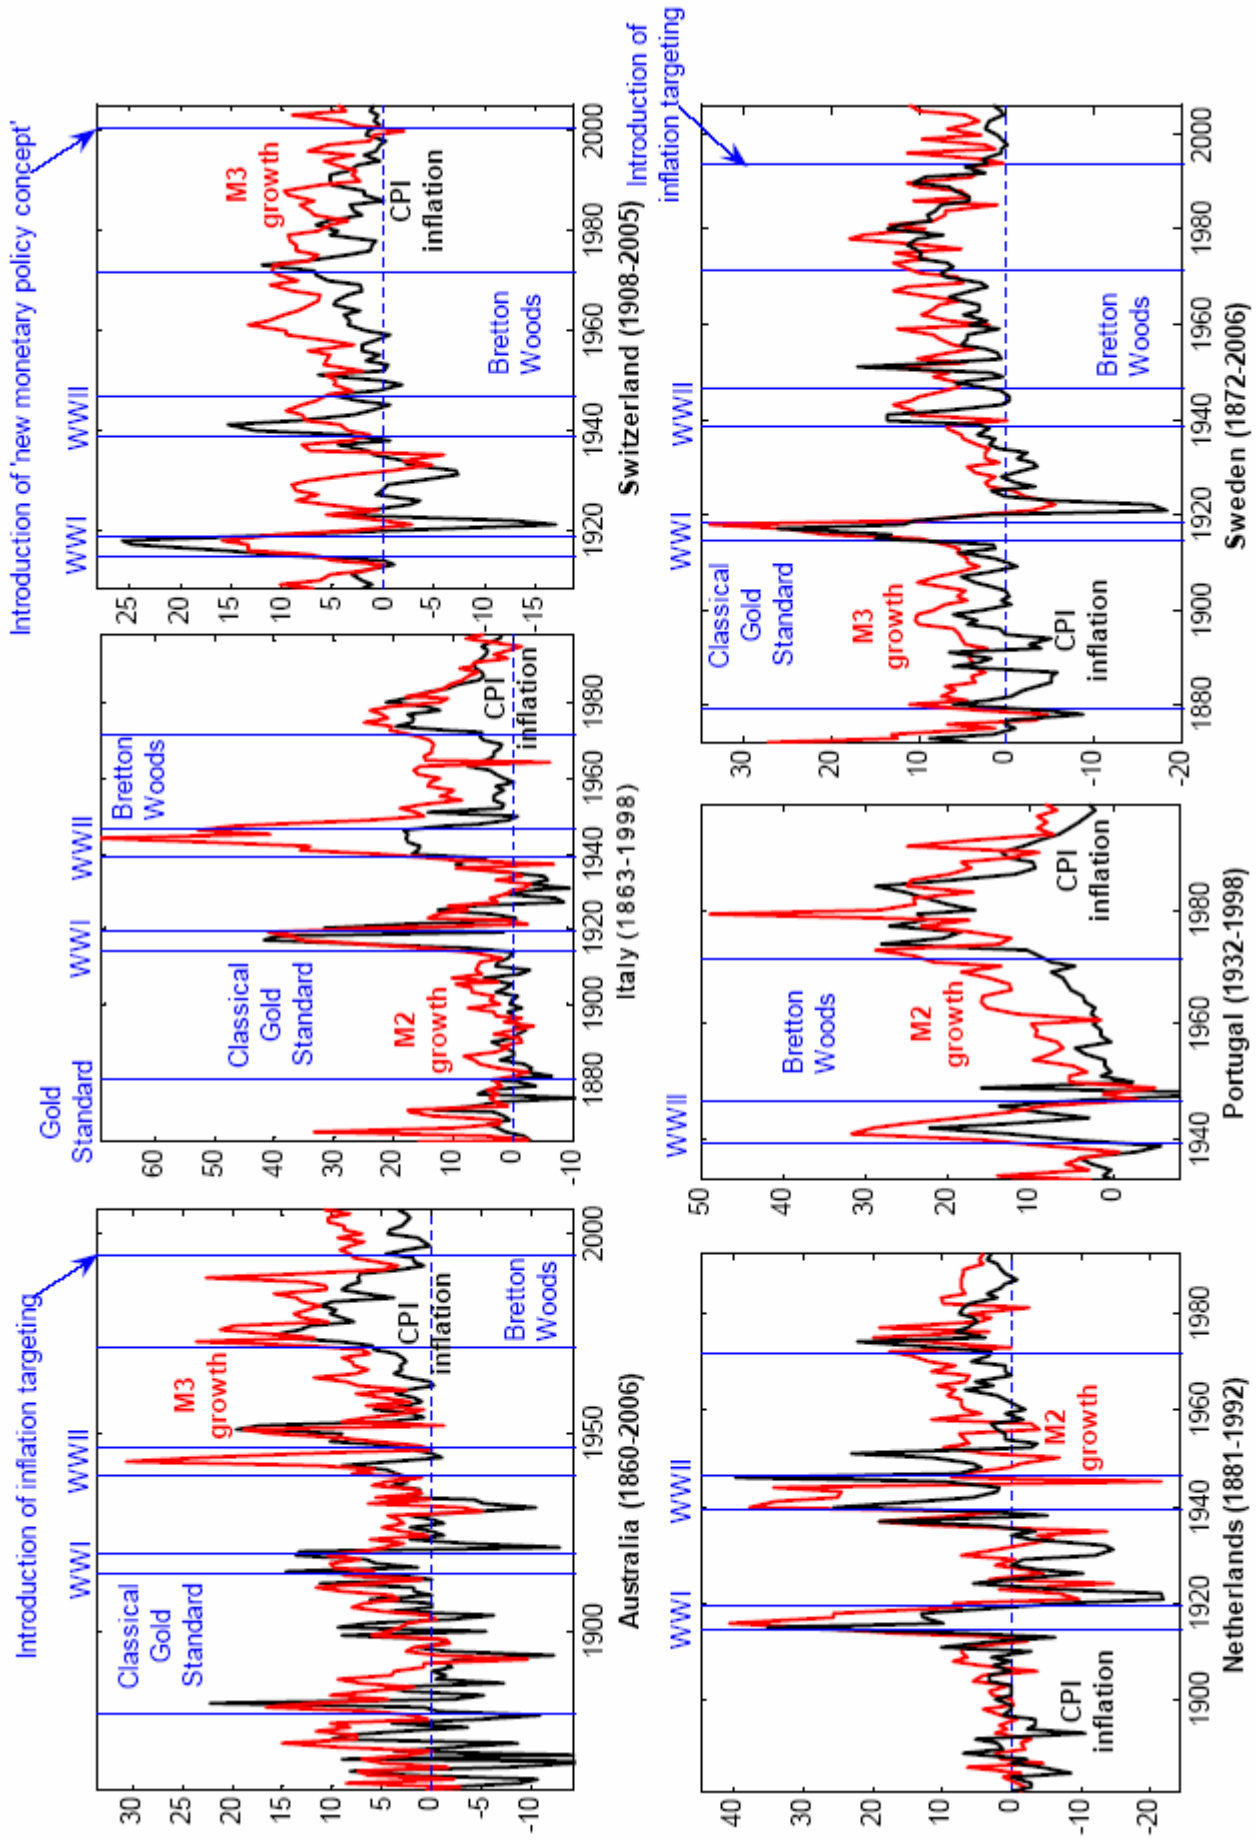 Introduction of inflation targeting
Classical
Gold
Standard
WWI
WWII
M3
growth
CPI
inflation
Bretton
Woods
30
20
15
10
5
0
-5
-10
1900
1950
2000
Australia (1860-2006)
Gold
Standard
Classical
Gold
Standard
WWI
WWII
Bretton
Woods
M2
growth
CPI
inflation
60
50
40
30
20
10
0
-10
1880
1900
1920
1940
1960
1980
Italy (1863-1998)
Introduction of 'new monetary policy concept'
WWI
WWII
M3
growth
CPI
inflation
Bretton
Woods
25
20
15
10
5
0
-5
-10
-15
1920
1940
1960
1980
2000
Switzerland (1908-2005)
WWI
WWII
CPI
inflation
M2
growth
40
30
20
10
0
-10
-20
1900
1920
1940
1960
1980
Netherlands (1881-1992)
WWII
Bretton
Woods
M2
growth
CPI
inflation
50
40
30
20
10
0
1940
1960
1980
Portugal (1932-1998)
Introduction of
inflation targeting
Classical
Gold
Standard
WWI
WWII
M3
growth
CPI
inflation
Bretton
Woods
30
20
10
0
-10
-20
1880
1900
1920
1940
1960
1980
2000
Sweden (1872-2006)